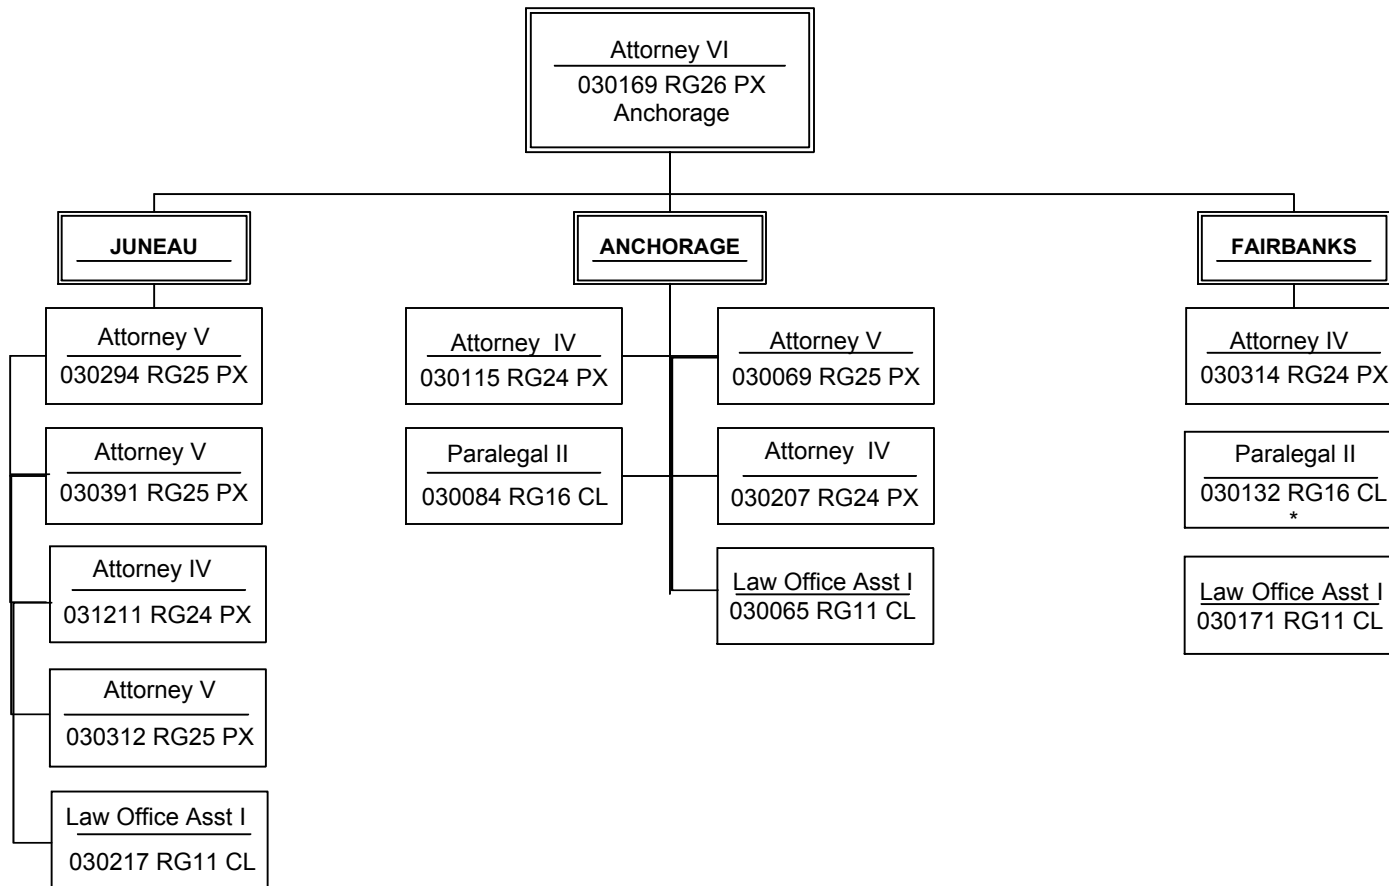 Attorney VI
030169 RG26 PX
Anchorage
JUNEAU
Attorney V
030294 RG25 PX
Attorney V
030391 RG25 PX
Attorney IV
031211 RG24 PX
Attorney V
030312 RG25 PX
Law Office Asst I
030217 RG11 CL
ANCHORAGE
Attorney IV
030115 RG24 PX
Paralegal II
030084 RG16 CL
Attorney V
030069 RG25 PX
Attorney IV
030207 RG24 PX
Law Office Asst I
030065 RG11 CL
FAIRBANKS
Attorney IV
030314 RG24 PX
Paralegal II
030132 RG16 CL
*
Law Office Asst I
030171 RG11 CL